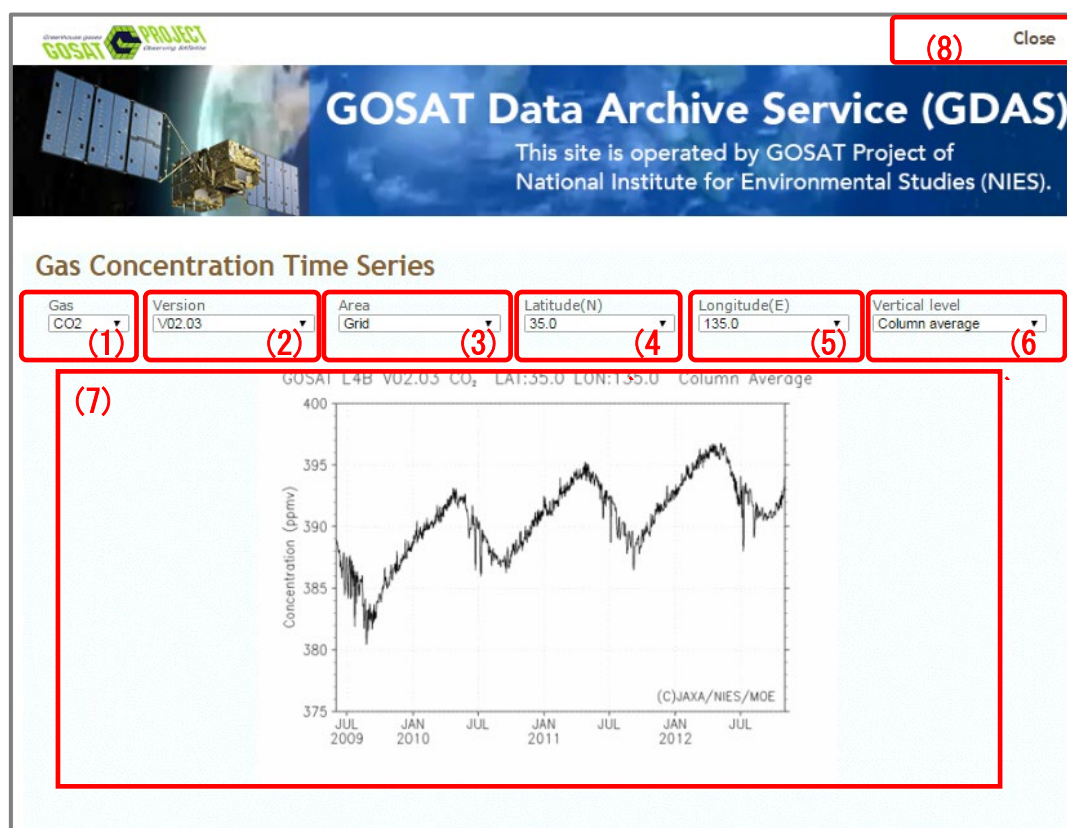 Greenhouse gases
GOSAT PROJECT
Observing SATellite
(8) Close
GOSAT Data Archive Service (GDAS)
This site is operated by GOSAT Project of
National Institute for Environmental Studies (NIES).
Gas Concentration Time Series
Gas Version Area Latitude(N) Longitude(E) Vertical level
CO2 V02.03 Grid 35.0 135.0 Column average
(1) (2) (3) (4 (5) (6
(7)
GOSAT L4B V02.03 CO₂ LAT:35.0 LON:135.0 Column Average
400
395
390
385
380
375
Concentration (ppmv)
(C)JAXA/NIES/MOE
JUL JAN JUL JAN JUL JAN JUL
2009 2010 2011 2012